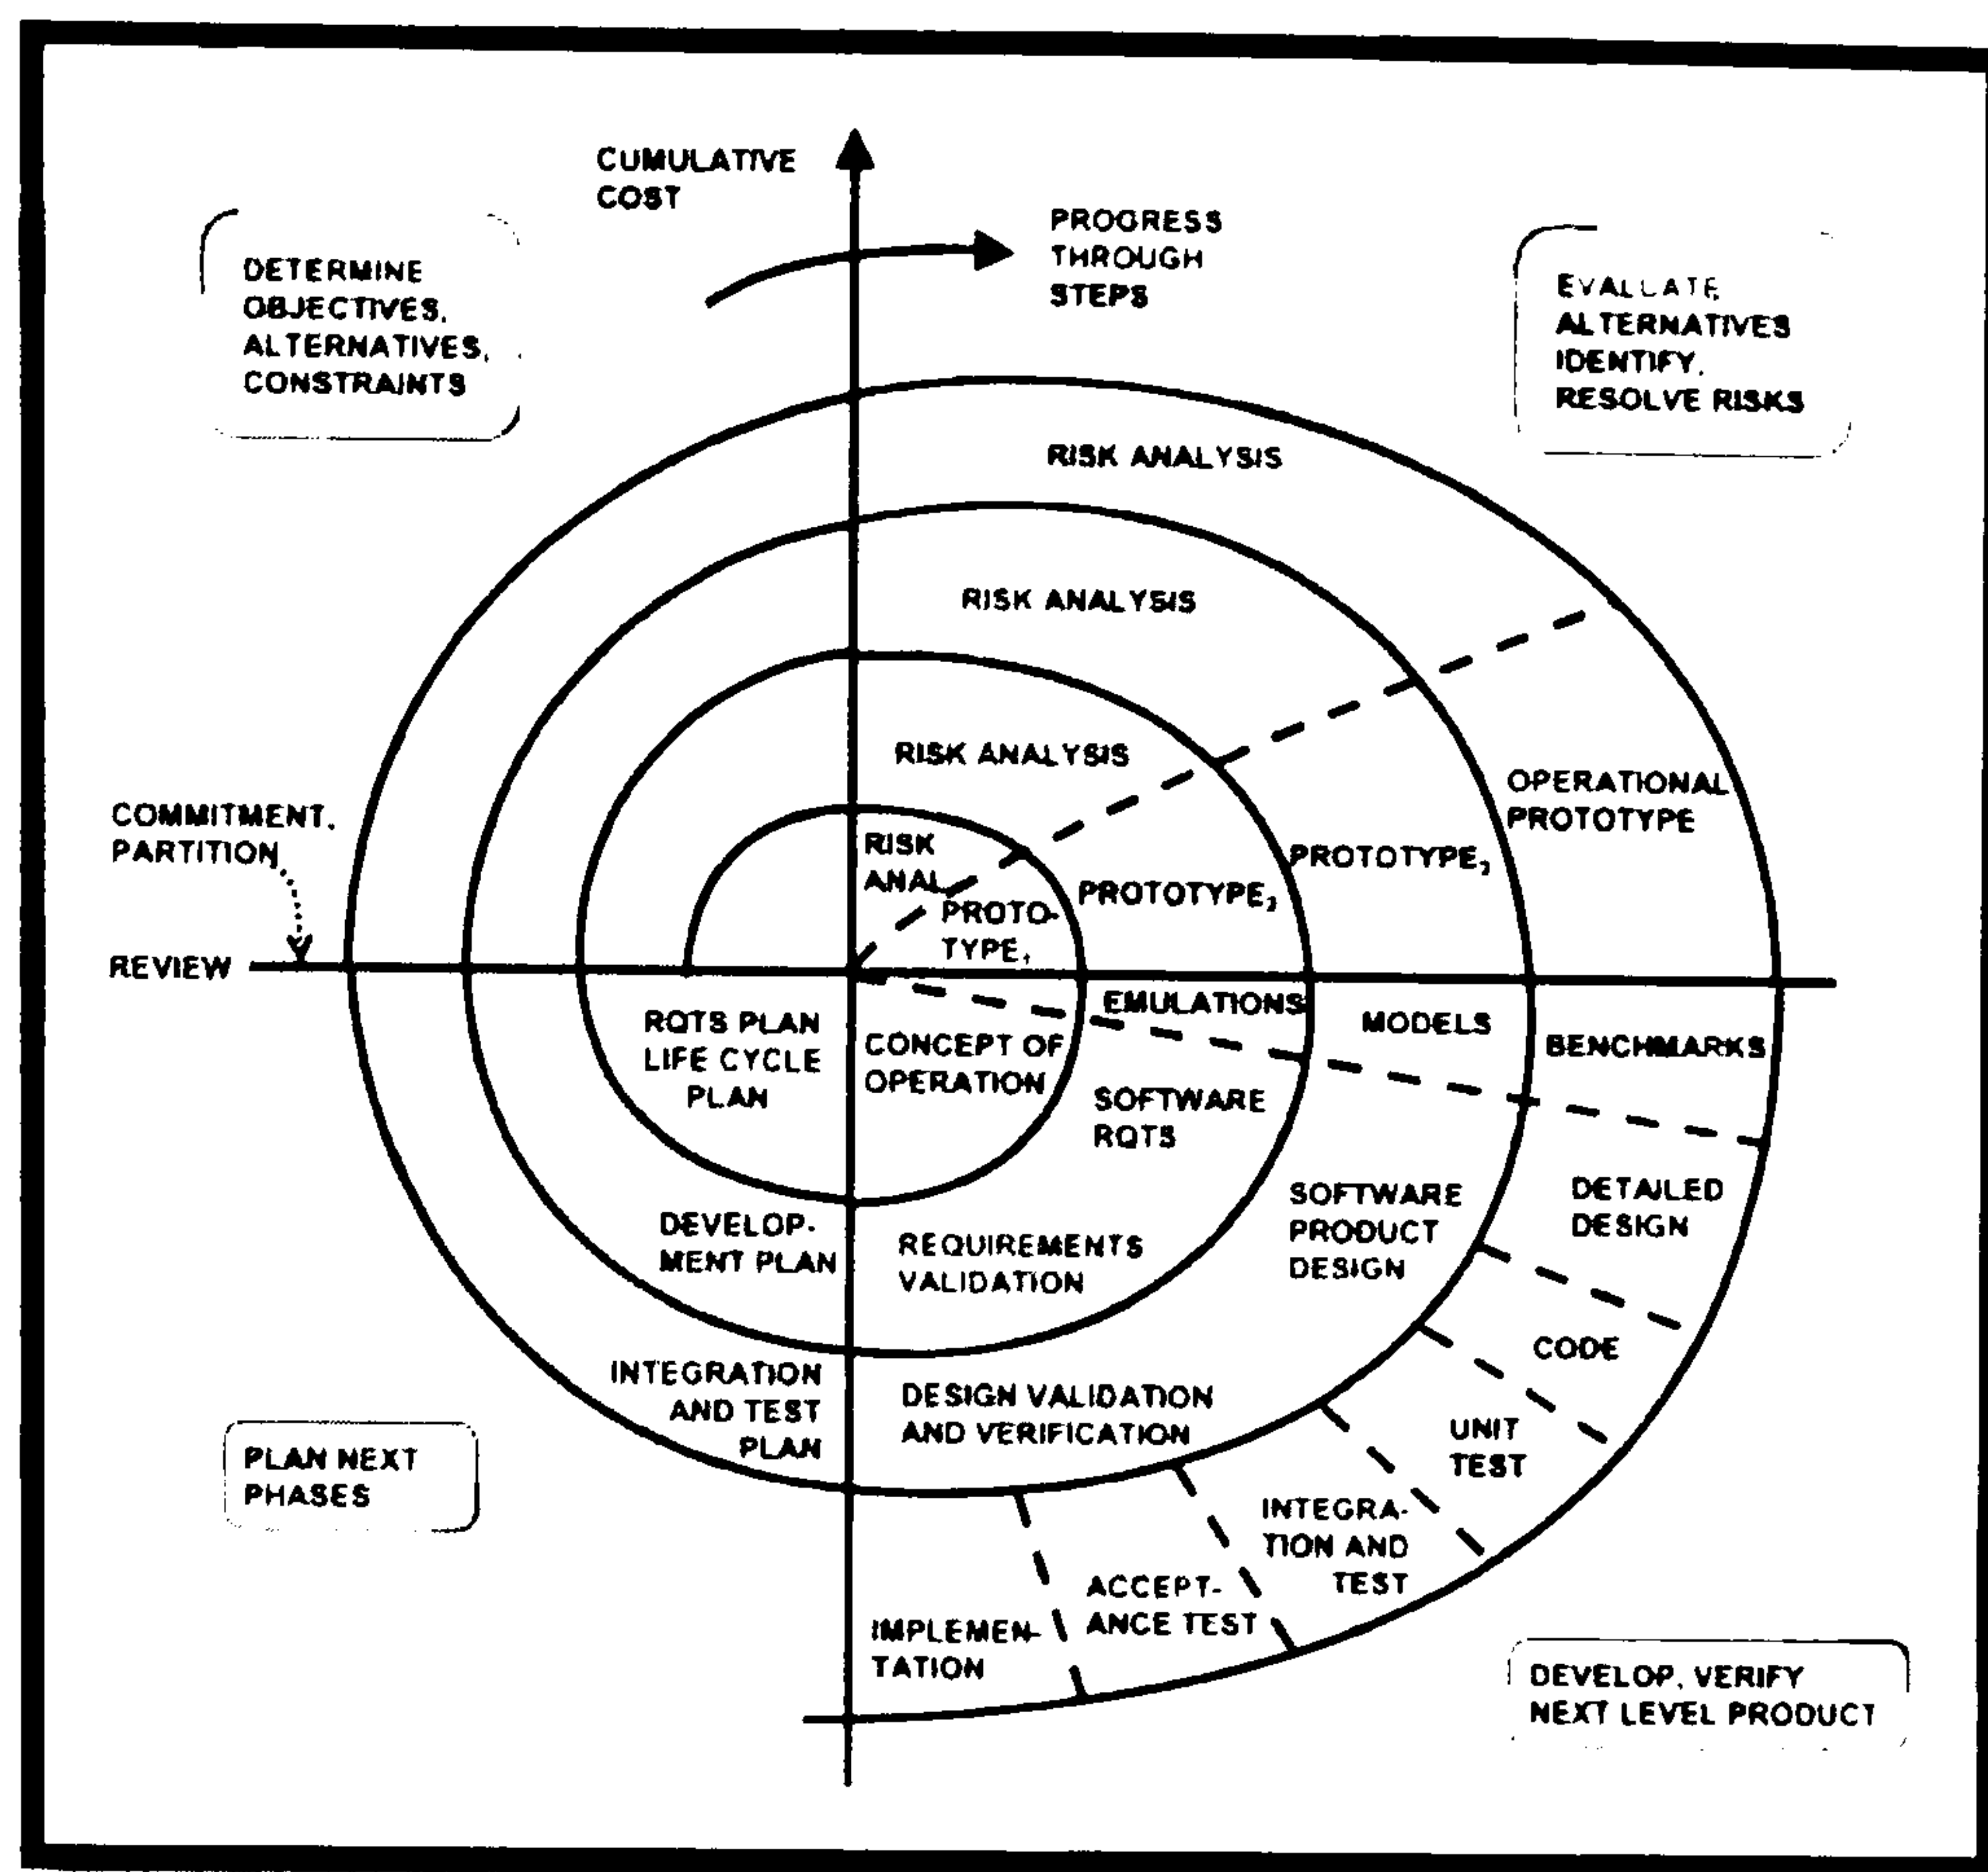 CUMULATIVE
COST
PROGRESS
THROUGH
STEPS
DETERMINE
OBJECTIVES,
ALTERNATIVES,
CONSTRAINTS
EVALUATE
ALTERNATIVES
IDENTIFY,
RESOLVE RISKS
RISK ANALYSIS
RISK ANALYSIS
RISK ANALYSIS
RISK
ANAL
PROTO-
TYPE,
PROTOTYPE,
PROTOTYPE,
OPERATIONAL
PROTOTYPE
COMMITMENT,
PARTITION
REVIEW
EMULATIONS
MODELS
BENCHMARKS
RQTS PLAN
LIFE CYCLE
PLAN
CONCEPT OF
OPERATION
SOFTWARE
RQTS
SOFTWARE
PRODUCT
DESIGN
DETAILED
DESIGN
DEVELOP-
MENT PLAN
REQUIREMENTS
VALIDATION
CODE
INTEGRATION
AND TEST
PLAN
DESIGN VALIDATION
AND VERIFICATION
UNIT
TEST
INTEGRA-
TION AND
TEST
ACCEPT-
ANCE TEST
IMPLEMEN-
TATION
PLAN NEXT
PHASES
DEVELOP, VERIFY
NEXT LEVEL PRODUCT